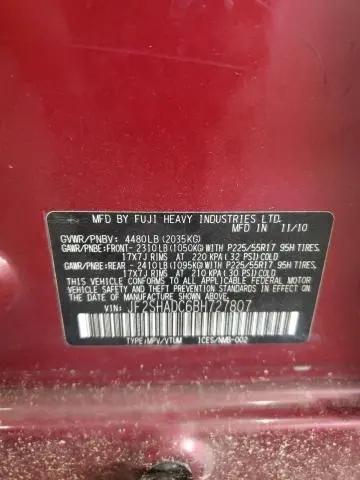 MFD BY FUJI HEAVY INDUSTRIES LTD.
MFD IN 11/10
GVWR/PNBV: 4480LB (2035KG)
GAWR/PNBE:FRONT- 2310LB (1050KG) WITH P225/55R17 95H TIRES.
17X7J RIMS AT 220 KPA (32 PSI) COLD
GAWR/PNBE:REAR - 2410LB (1095KG) WITH P225/55R17 95H TIRES.
17X7J RIMS AT 210 KPA (30 PSI) COLD
THIS VEHICLE CONFORMS TO ALL APPLICABLE FEDERAL MOTOR
VEHICLE SAFETY AND THEFT PREVENTION STANDARDS IN
EFFECT ON THE DATE OF MANUFACTURE SHOWN ABOVE.
VIN: JF2SHADC6BH727807
TYPE:MPV/VTUM ICES/NMB-002